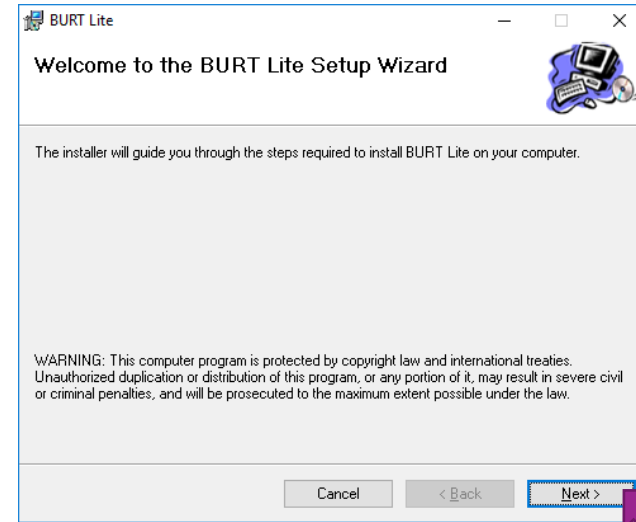 BURT Lite
Welcome to the BURT Lite Setup Wizard
The installer will guide you through the steps required to install BURT Lite on your computer.
WARNING: This computer program is protected by copyright law and international treaties.
Unauthorized duplication or distribution of this program, or any portion of it, may result in severe civil
or criminal penalties, and will be prosecuted to the maximum extent possible under the law.
Cancel < Back Next >